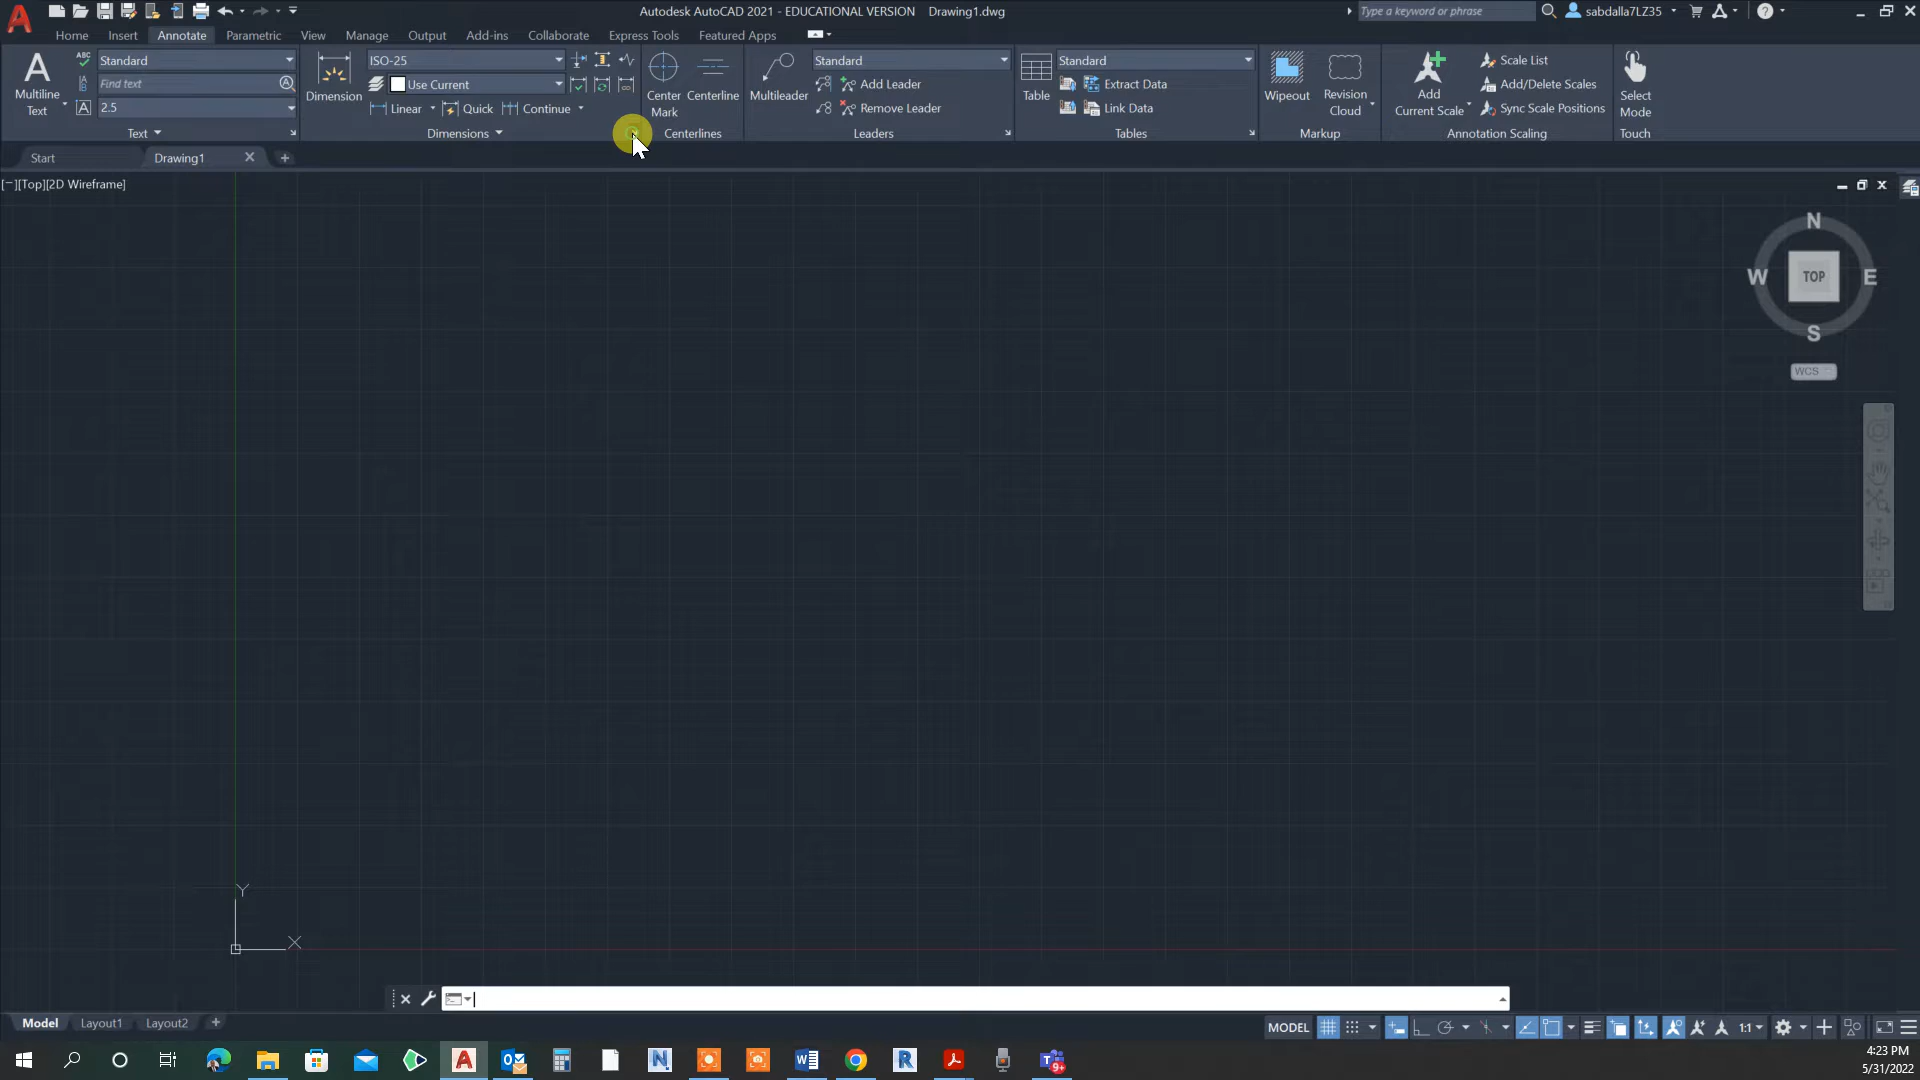 Autodesk AutoCAD 2021 - EDUCATIONAL VERSION Drawing1.dwg
Type a keyword or phrase
sabdalla7LZ35
Home Insert Annotate Parametric View Manage Output Add-ins Collaborate Express Tools Featured Apps
Multiline Text
ABC
Standard
Find text
2.5
Text
Dimension
ISO-25
Use Current
Linear Quick Continue
Dimensions
Center Mark
Centerline
Centerlines
Multileader
Standard
Add Leader
Remove Leader
Leaders
Table
Standard
Extract Data
Link Data
Tables
Wipeout
Revision Cloud
Markup
Add Current Scale
Scale List
Add/Delete Scales
Sync Scale Positions
Annotation Scaling
Select Mode
Touch
Start Drawing1
[−][Top][2D Wireframe]
N
W TOP E
S
WCS
Y
X
Model Layout1 Layout2
MODEL 1:1
9+
4:23 PM
5/31/2022